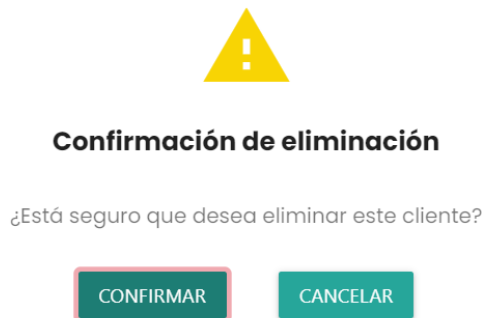 Confirmación de eliminación
¿Está seguro que desea eliminar este cliente?
CONFIRMAR CANCELAR